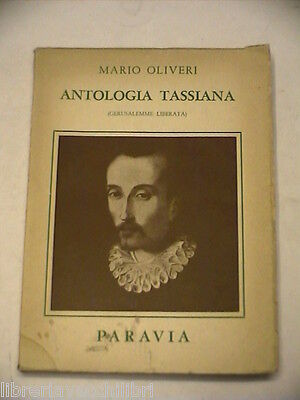 MARIO OLIVERI
ANTOLOGIA TASSIANA
(GERUSALEMME LIBERATA)
PARAVIA